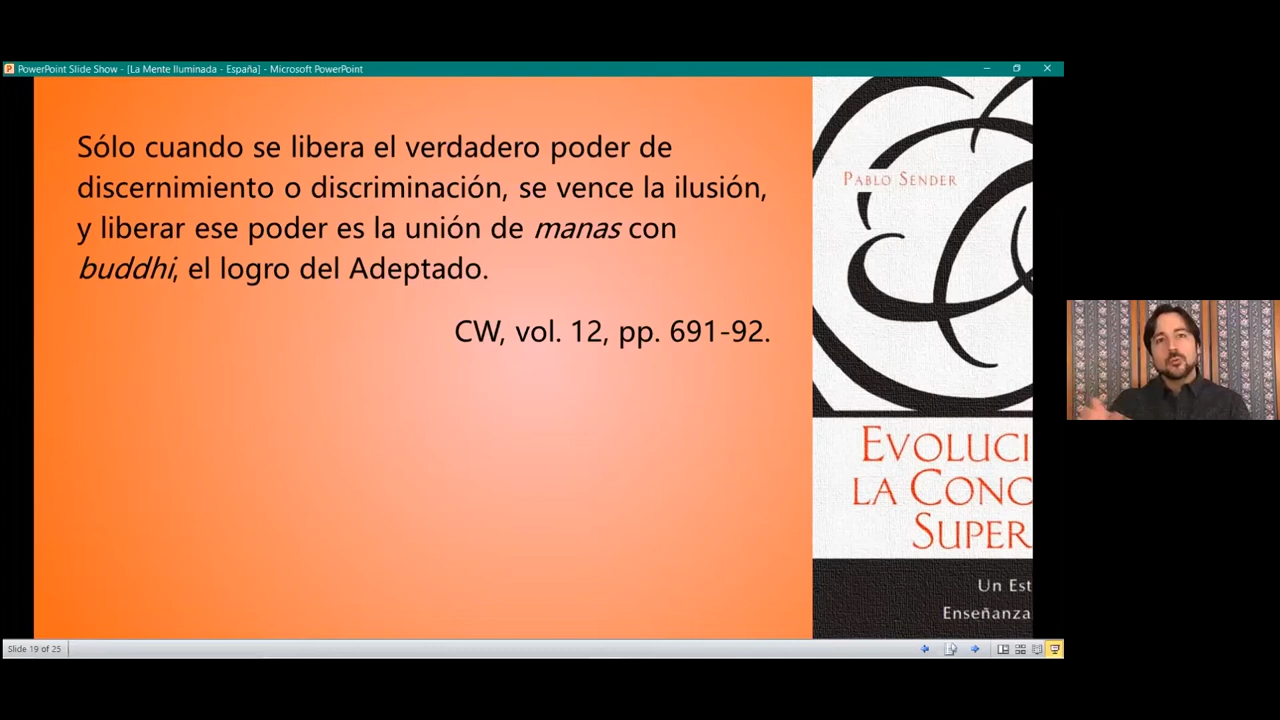 PowerPoint Slide Show - [La Mente Iluminada - España] - Microsoft PowerPoint
Sólo cuando se libera el verdadero poder de
discernimiento o discriminación, se vence la ilusión,
y liberar ese poder es la unión de manas con
buddhi, el logro del Adeptado.
CW, vol. 12, pp. 691-92.
PABLO SENDER
EVOLUCI
LA CONC
SUPER
Un Est
Enseñanza
Slide 19 of 25